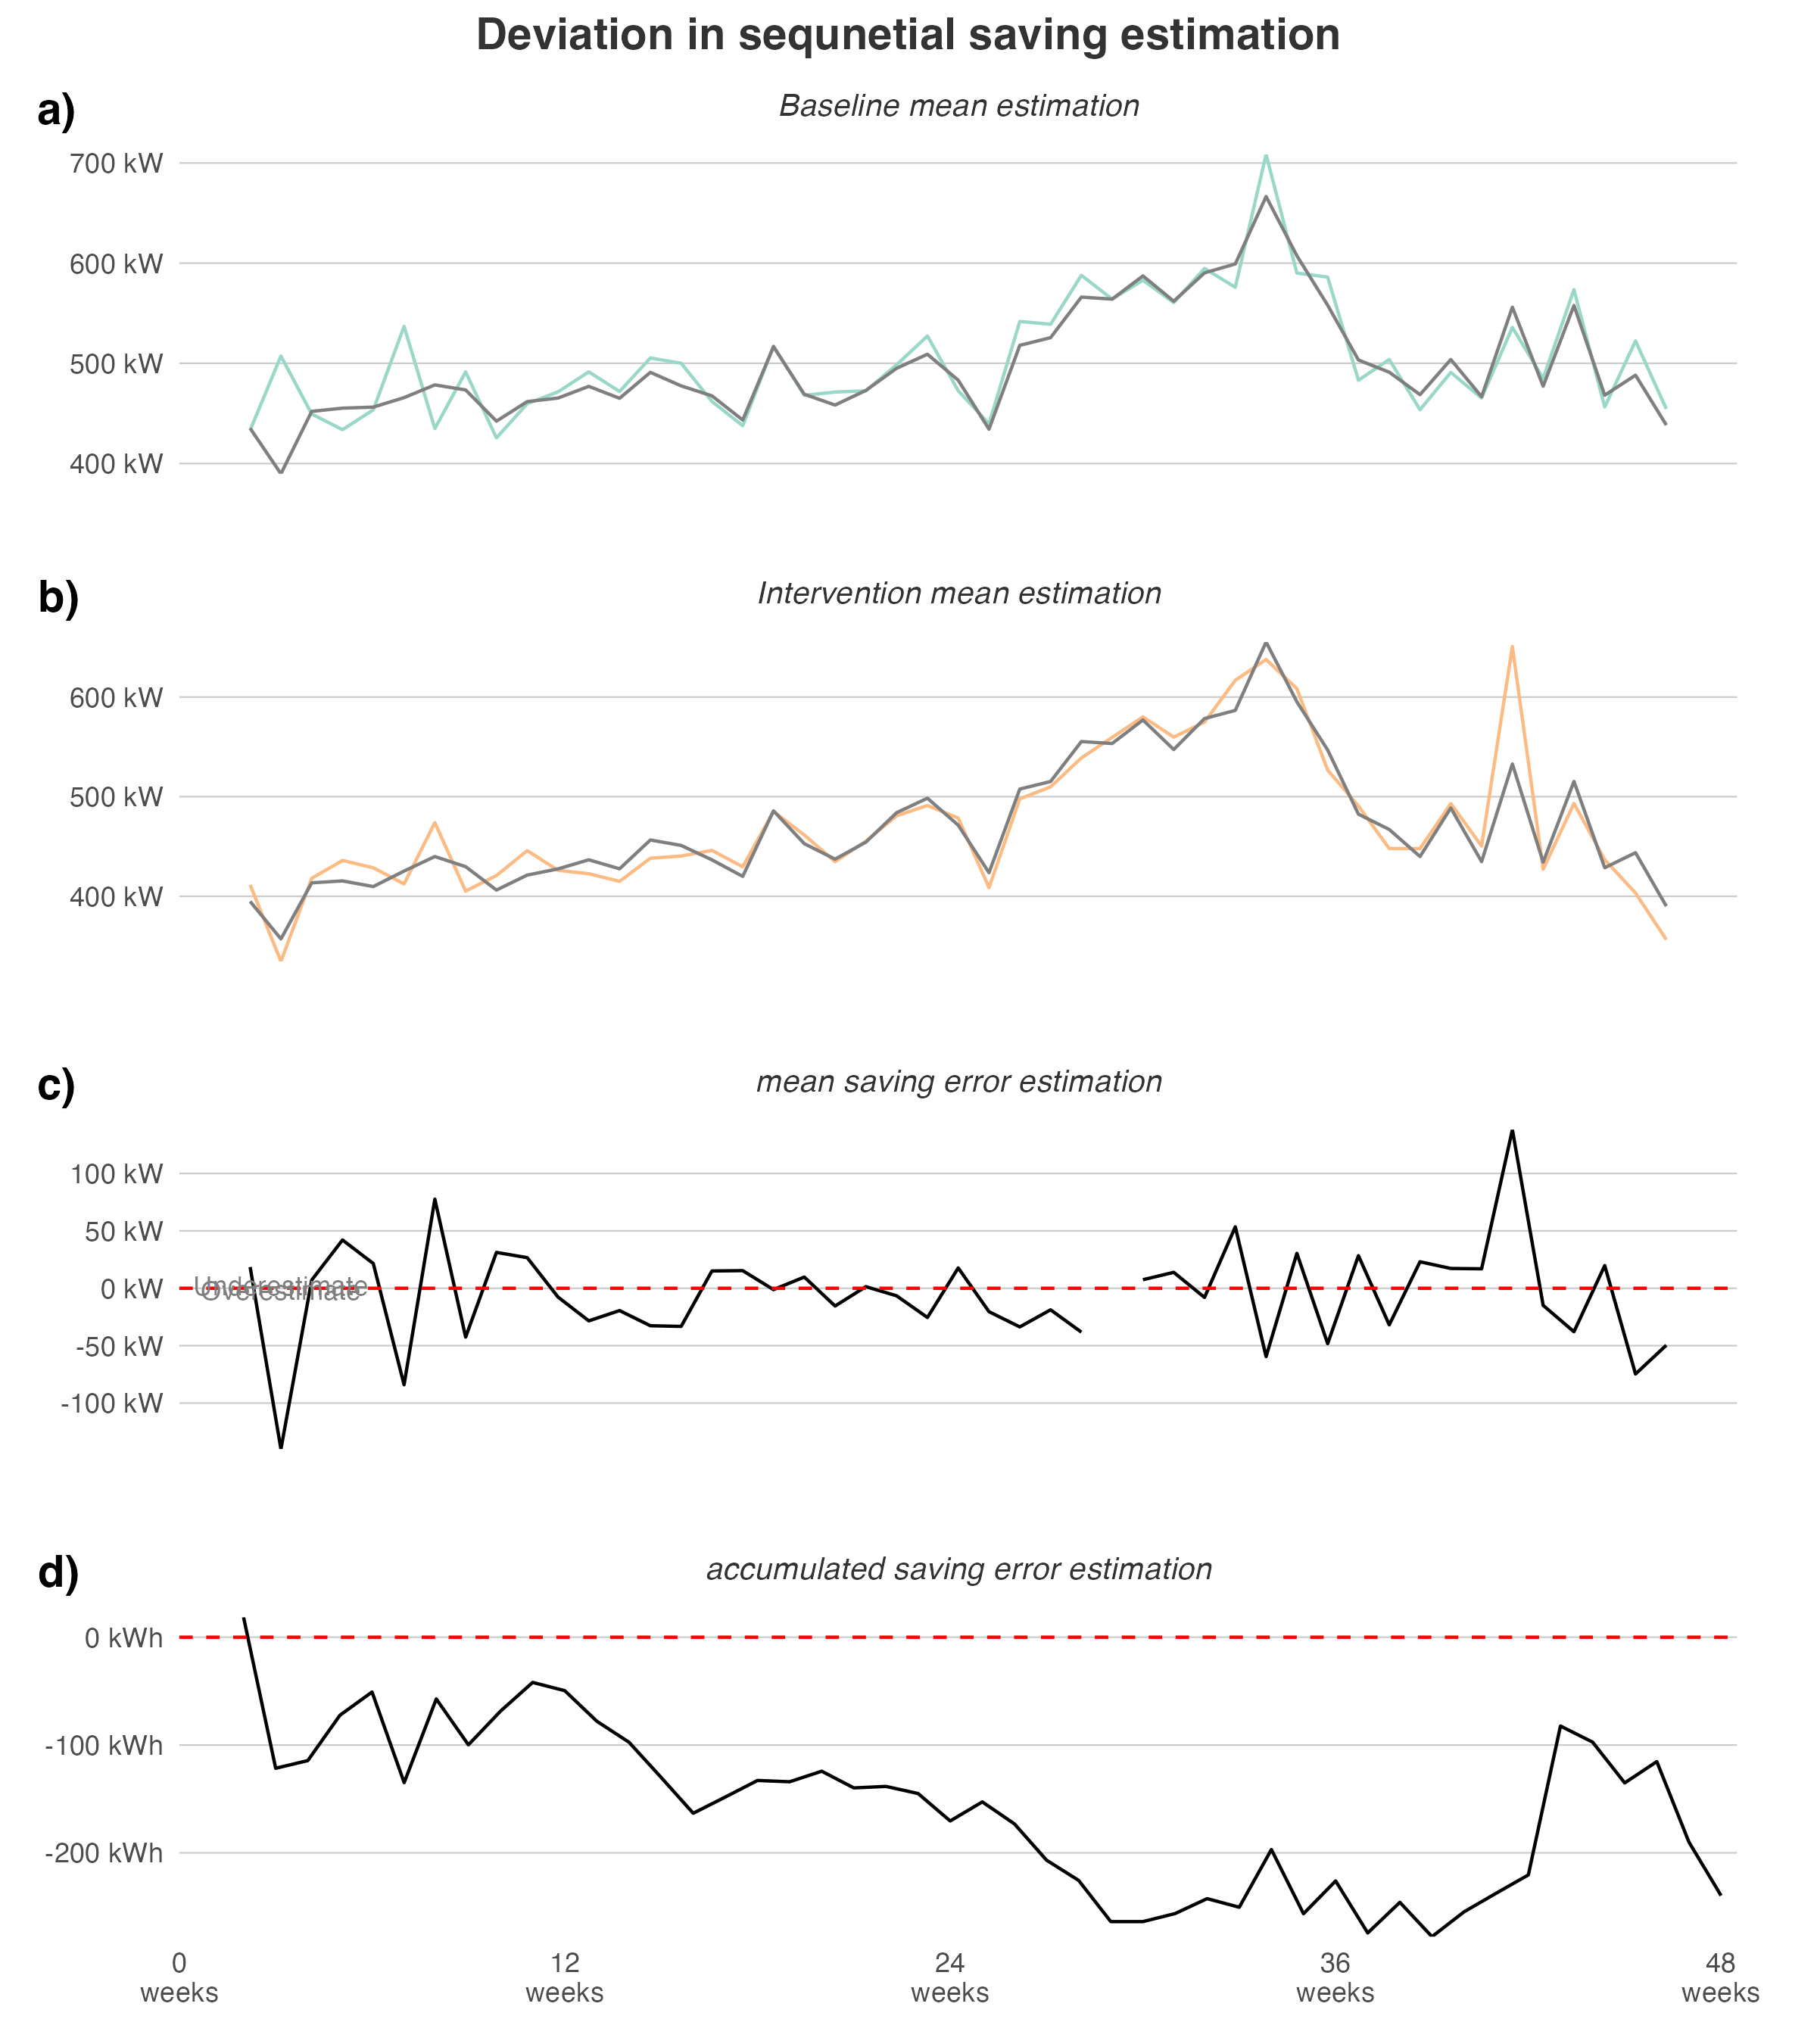 Deviation in sequnetial saving estimation
a)
Baseline mean estimation
700 kW
600 kW
500 kW
400 kW
b)
Intervention mean estimation
600 kW
500 kW
400 kW
c)
mean saving error estimation
100 kW
50 kW
0 kW
Underestimate
Overestimate
-50 kW
-100 kW
d)
accumulated saving error estimation
0 kWh
-100 kWh
-200 kWh
0 12 24 36 48
weeks weeks weeks weeks weeks